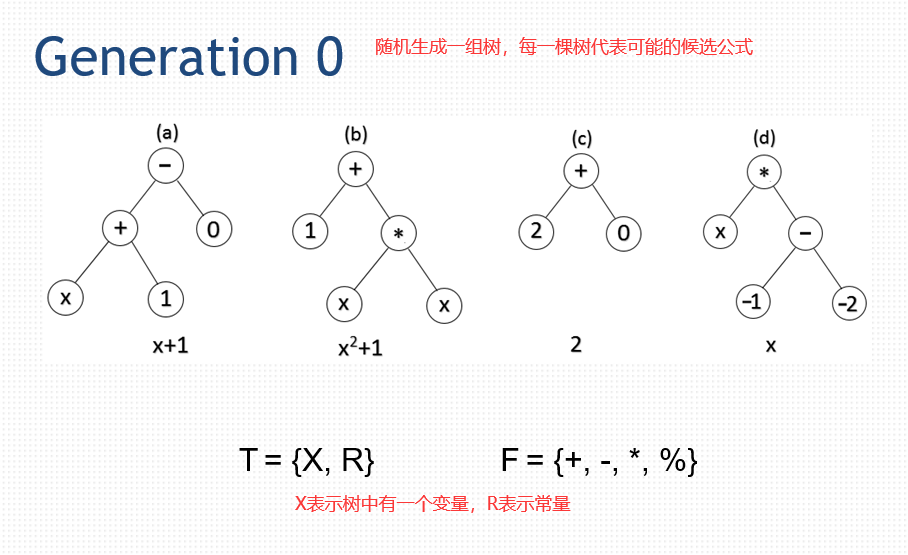 Generation 0
随机生成一组树，每一棵树代表可能的候选公式
(a) (b) (c) (d)
− + + *
+ 0 1 * 2 0 x −
x 1 x x −1 −2
x+1 x²+1 2 x
T = {X, R} F = {+, -, *, %}
X表示树中有一个变量，R表示常量